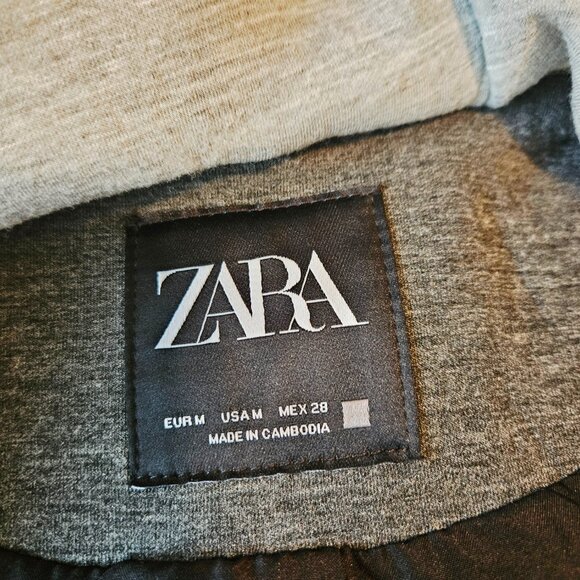 ZARA
EUR M USA M MEX 28
MADE IN CAMBODIA